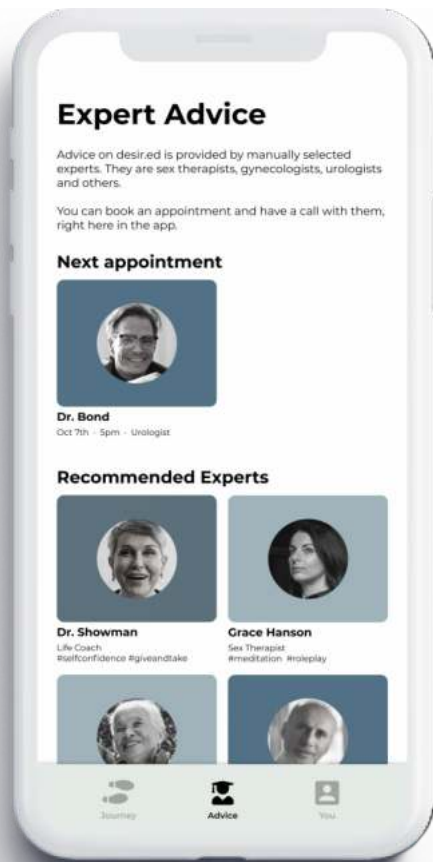 Expert Advice
Advice on desir.ed is provided by manually selected
experts. They are sex therapists, gynecologists, urologists
and others.
You can book an appointment and have a call with them,
right here in the app.
Next appointment
Dr. Bond
Oct 7th · 5pm · Urologist
Recommended Experts
Dr. Showman
Life Coach
#selfconfidence #giveandtake
Grace Hanson
Sex Therapist
#meditation #roleplay
Journey
Advice
You